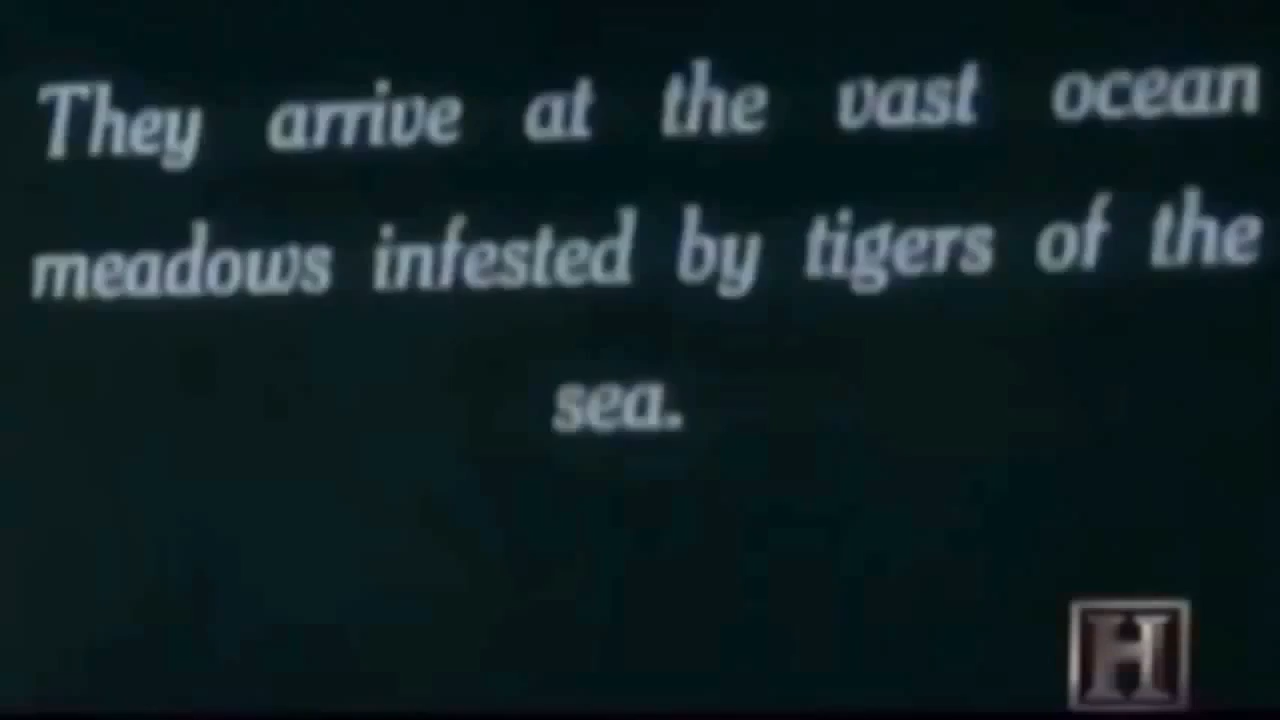 They arrive at the vast ocean
meadows infested by tigers of the
sea.
H